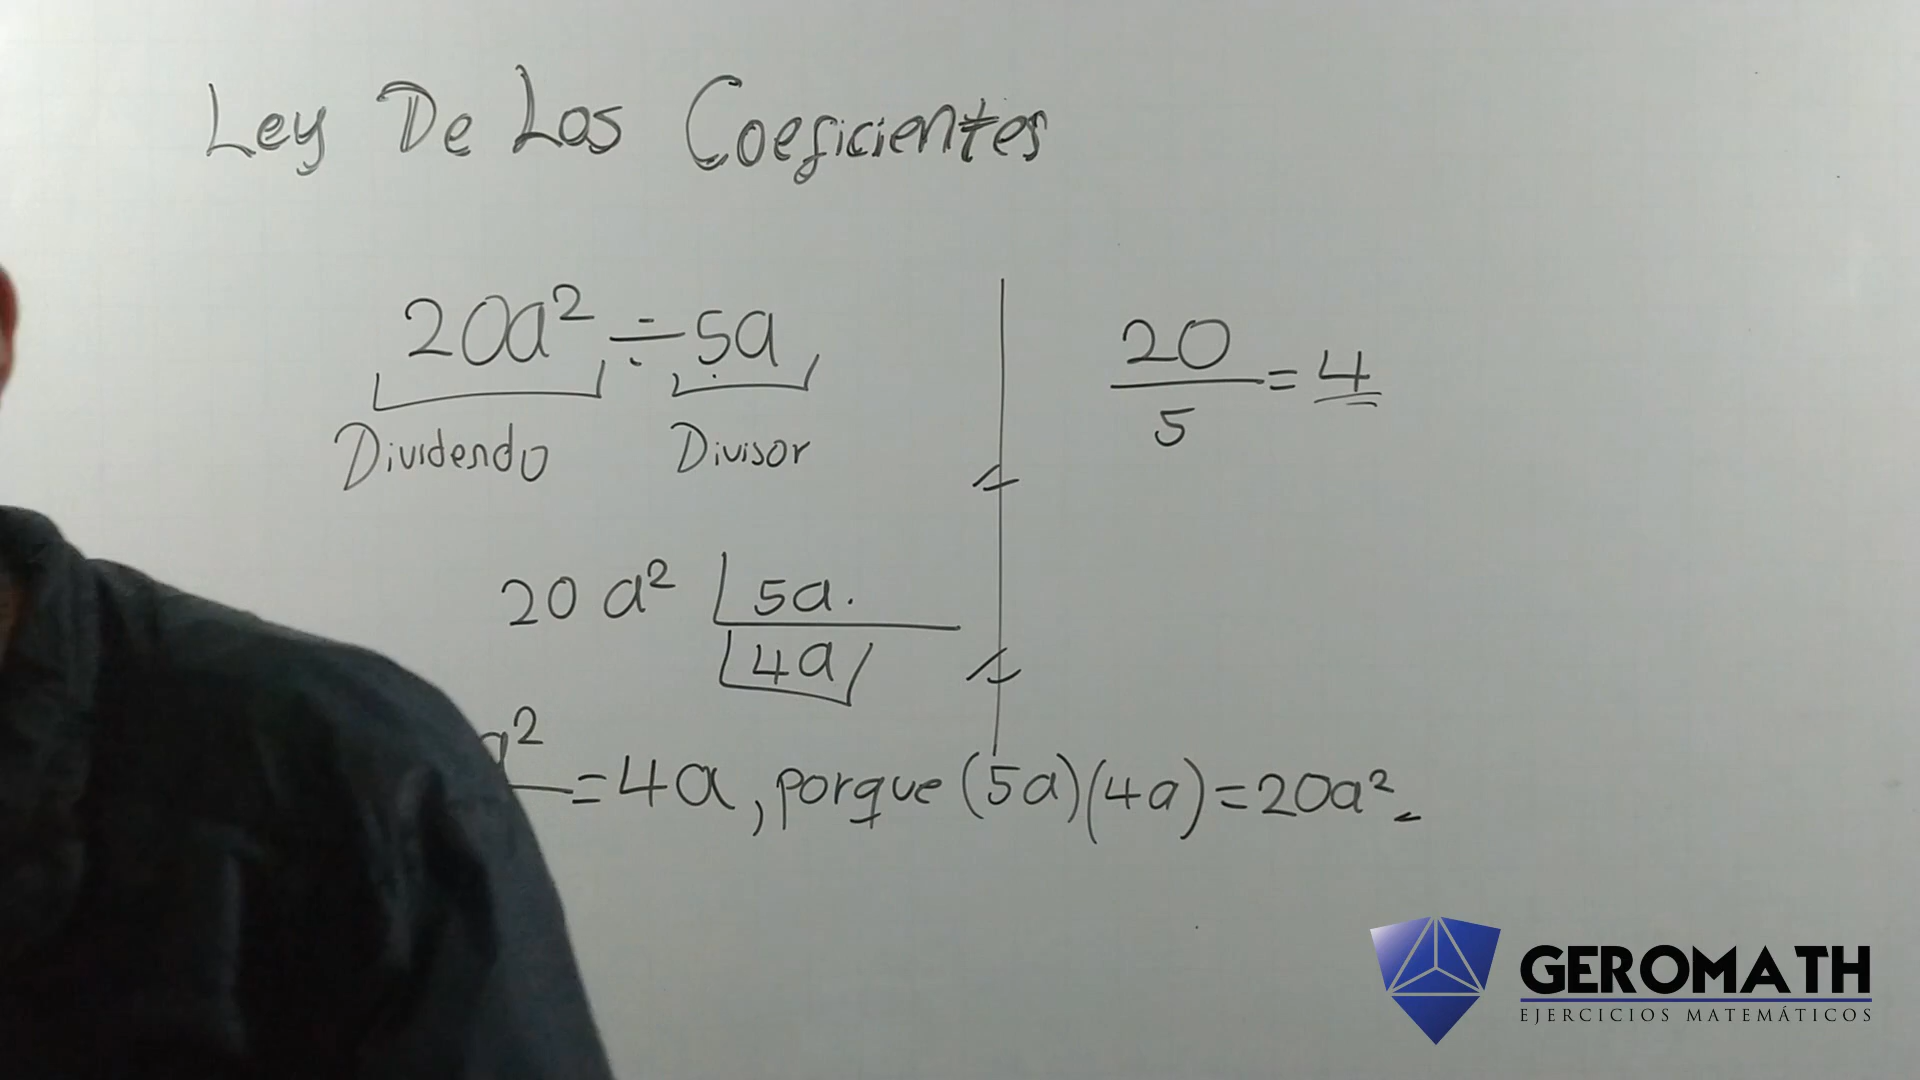 Ley De Los Coeficientes
20a² ÷ 5a
Dividendo Divisor
20/5 = 4
20 a² 5a.
4a
a² = 4a, porque (5a)(4a) = 20a².
GEROMATH
EJERCICIOS MATEMÁTICOS